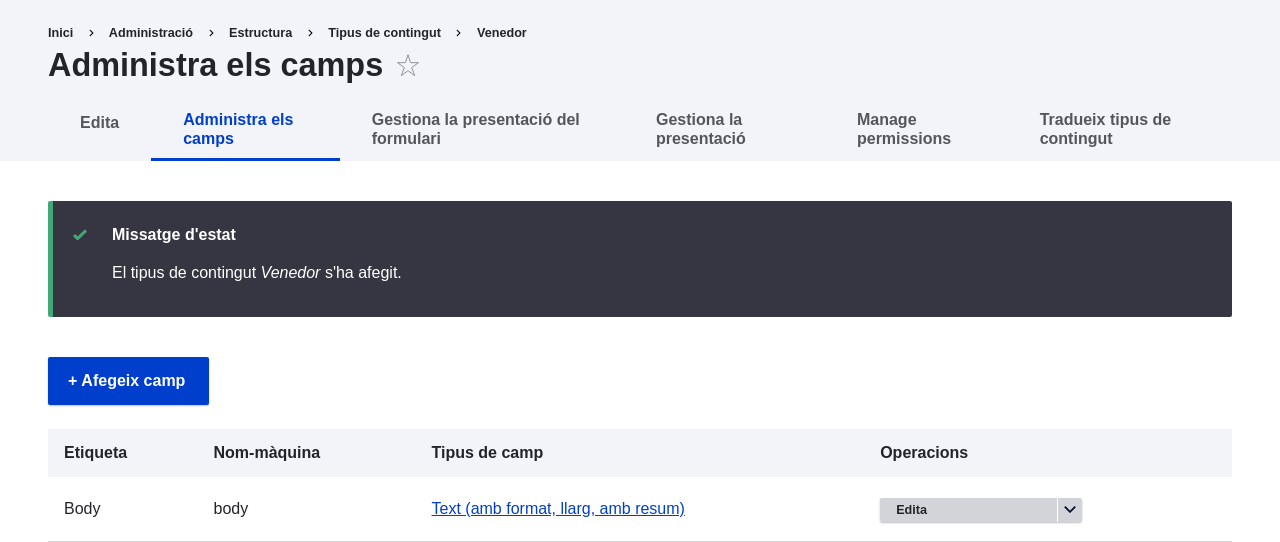 Inici › Administració › Estructura › Tipus de contingut › Venedor
Administra els camps ☆
Edita
Administra els
camps
Gestiona la presentació del
formulari
Gestiona la
presentació
Manage
permissions
Tradueix tipus de
contingut
Missatge d'estat
El tipus de contingut Venedor s'ha afegit.
+ Afegeix camp
Etiqueta Nom-màquina Tipus de camp Operacions
Body body Text (amb format, llarg, amb resum) Edita